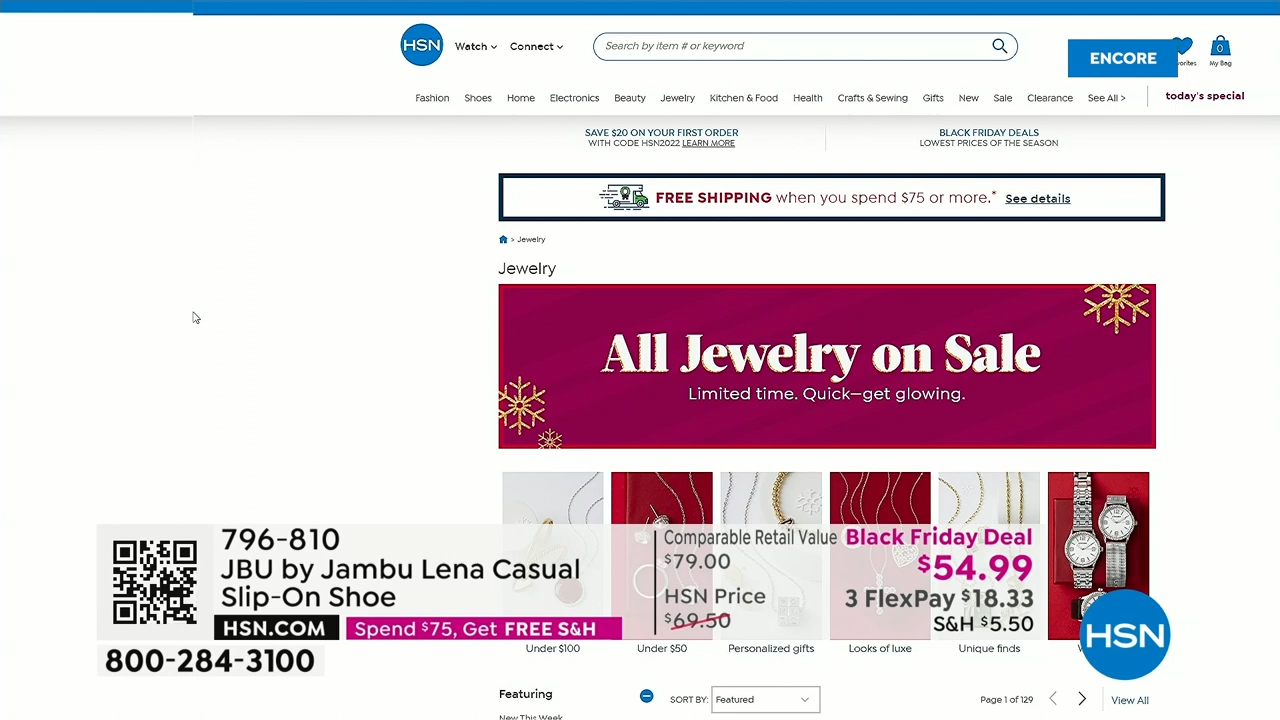 HSN
Watch
Connect
Search by item # or keyword
ENCORE
0
My Bag
Fashion
Shoes
Home
Electronics
Beauty
Jewelry
Kitchen & Food
Health
Crafts & Sewing
Gifts
New
Sale
Clearance
See All >
today's special
SAVE $20 ON YOUR FIRST ORDER
WITH CODE HSN2022 LEARN MORE
BLACK FRIDAY DEALS
LOWEST PRICES OF THE SEASON
FREE SHIPPING when you spend $75 or more.* See details
> Jewelry
Jewelry
All Jewelry on Sale
Limited time. Quick—get glowing.
796-810
JBU by Jambu Lena Casual
Slip-On Shoe
HSN.COM
Spend $75, Get FREE S&H
800-284-3100
Comparable Retail Value
$79.00
HSN Price
$69.50
Black Friday Deal
$54.99
3 FlexPay $18.33
S&H $5.50
HSN
Under $100
Under $50
Personalized gifts
Looks of luxe
Unique finds
Featuring
SORT BY: Featured
Page 1 of 129
View All
New This Week